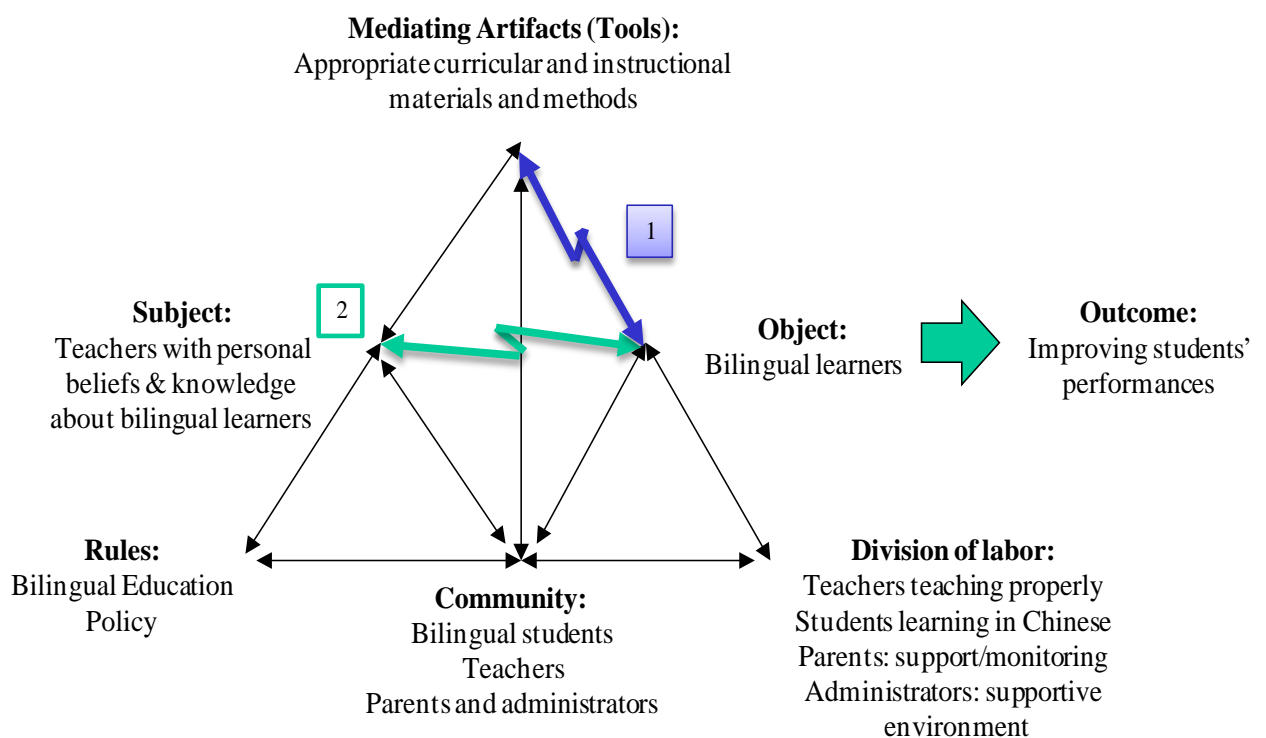 Mediating Artifacts (Tools):
Appropriate curricular and instructional
materials and methods
1
2
Subject:
Teachers with personal
beliefs & knowledge
about bilingual learners
Object:
Bilingual learners
Outcome:
Improving students’
performances
Rules:
Bilingual Education
Policy
Community:
Bilingual students
Teachers
Parents and administrators
Division of labor:
Teachers teaching properly
Students learning in Chinese
Parents: support/monitoring
Administrators: supportive
environment